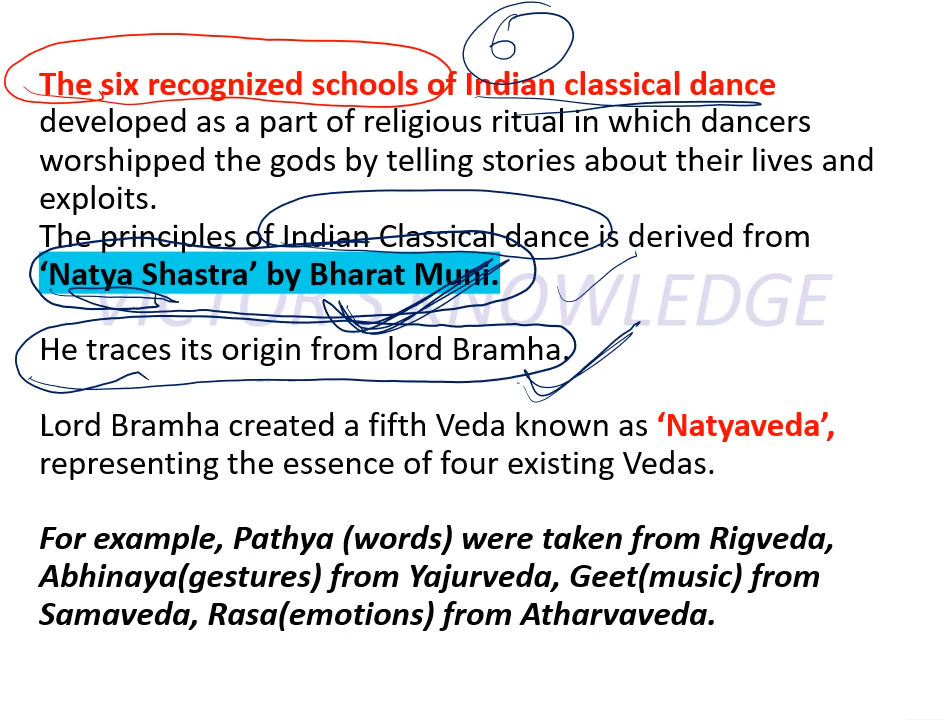 6
The six recognized schools of Indian classical dance
developed as a part of religious ritual in which dancers
worshipped the gods by telling stories about their lives and
exploits.
The principles of Indian Classical dance is derived from
‘Natya Shastra’ by Bharat Muni.
VICTOR'S KNOWLEDGE
He traces its origin from lord Bramha.
Lord Bramha created a fifth Veda known as ‘Natyaveda’,
representing the essence of four existing Vedas.
For example, Pathya (words) were taken from Rigveda,
Abhinaya(gestures) from Yajurveda, Geet(music) from
Samaveda, Rasa(emotions) from Atharvaveda.